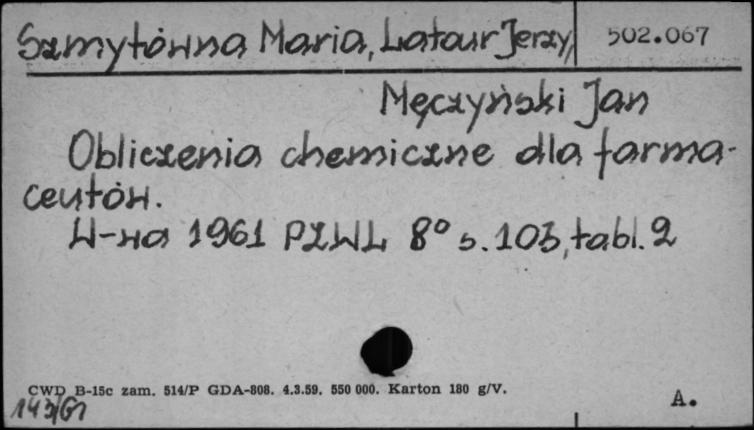 Szmytówna Maria, Latour Jerzy, 502.067
Męczyński Jan
Obliczenia chemiczne dla farma-
ceutów.
W-wa 1961 PZWL 8° s. 103, tabl. 2
CWD B-15c zam. 514/P GDA-808. 4.3.59. 550 000. Karton 180 g/V.
A.